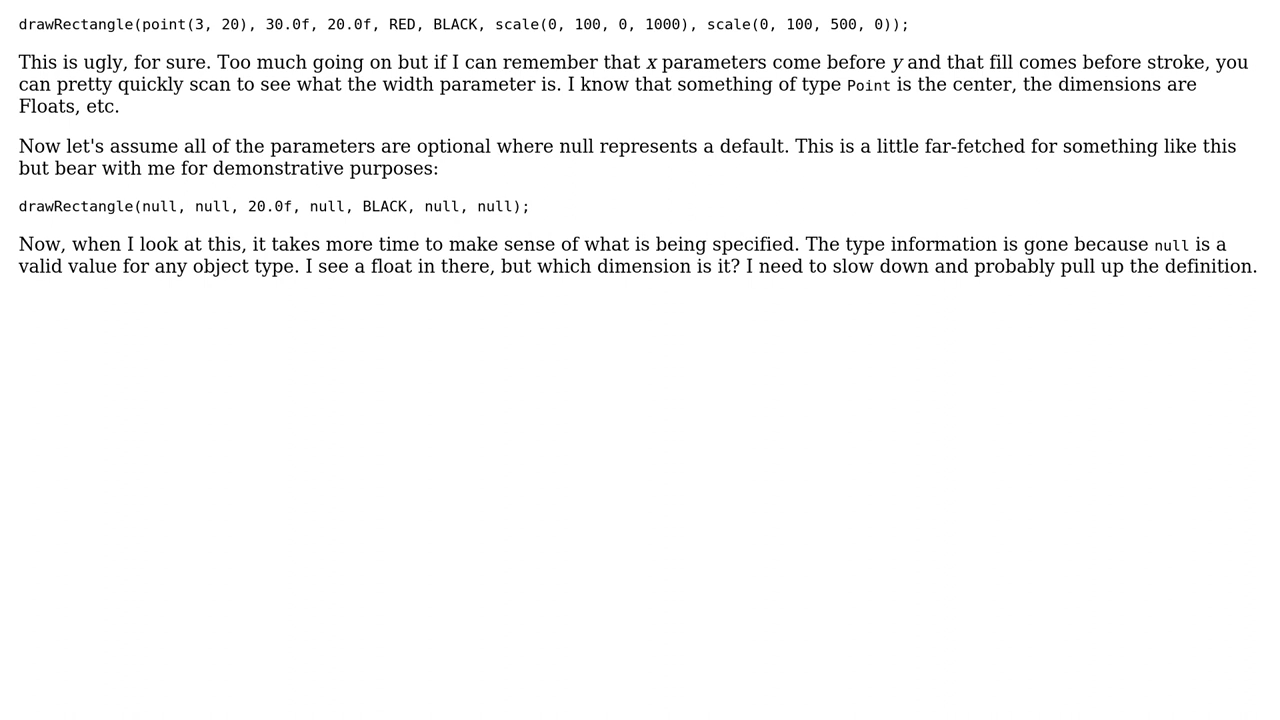 drawRectangle(point(3, 20), 30.0f, 20.0f, RED, BLACK, scale(0, 100, 0, 1000), scale(0, 100, 500, 0));
This is ugly, for sure. Too much going on but if I can remember that x parameters come before y and that fill comes before stroke, you
can pretty quickly scan to see what the width parameter is. I know that something of type Point is the center, the dimensions are
Floats, etc.
Now let's assume all of the parameters are optional where null represents a default. This is a little far-fetched for something like this
but bear with me for demonstrative purposes:
drawRectangle(null, null, 20.0f, null, BLACK, null, null);
Now, when I look at this, it takes more time to make sense of what is being specified. The type information is gone because null is a
valid value for any object type. I see a float in there, but which dimension is it? I need to slow down and probably pull up the definition.